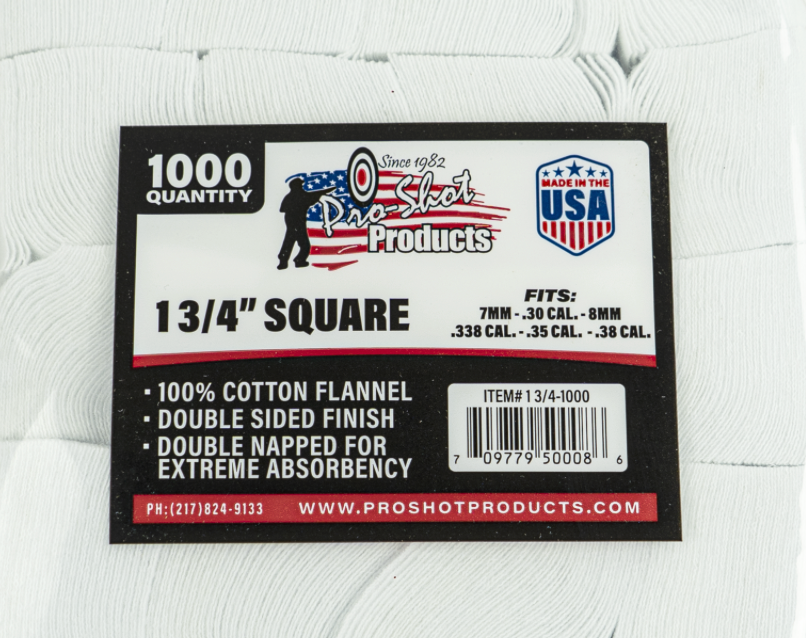 1000
QUANTITY
Since 1982
Pro-Shot
Products
MADE IN THE
USA
1 3/4" SQUARE
FITS:
7MM - .30 CAL. - 8MM
.338 CAL. - .35 CAL. - .38 CAL.
· 100% COTTON FLANNEL
· DOUBLE SIDED FINISH
· DOUBLE NAPPED FOR
EXTREME ABSORBENCY
ITEM# 1 3/4-1000
7 09779 50008 6
PH:(217)824-9133
WWW.PROSHOTPRODUCTS.COM